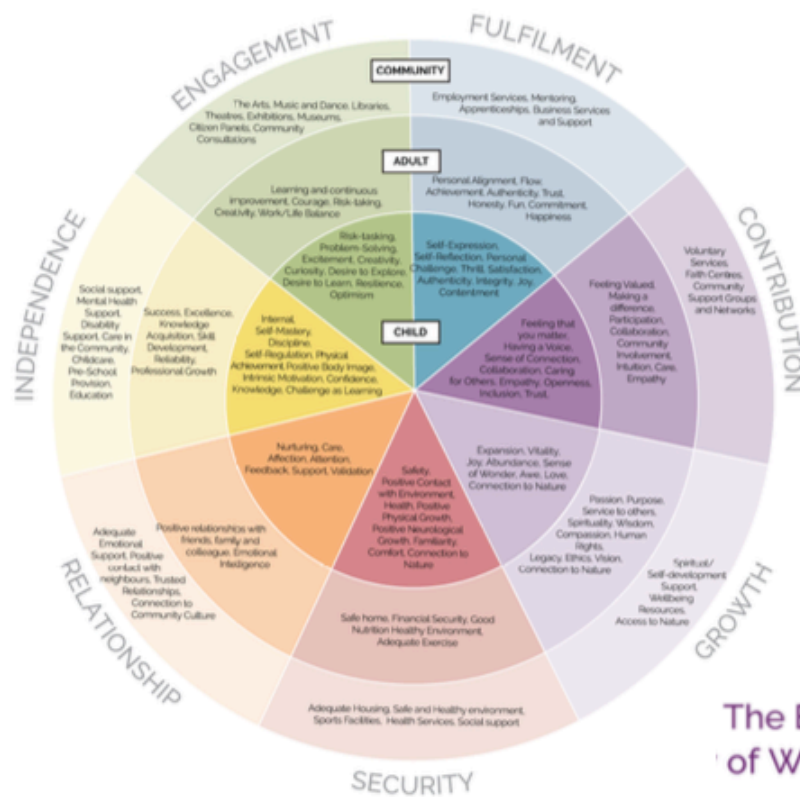 ENGAGEMENT
FULFILMENT
CONTRIBUTION
GROWTH
SECURITY
RELATIONSHIP
INDEPENDENCE
COMMUNITY
ADULT
CHILD
The Arts, Music and Dance. Libraries,
Theatres, Exhibitions, Museums,
Citizen Panels, Community
Consultations
Learning and continuous
improvement, Courage, Risk-taking,
Creativity, Work/Life Balance
Risk-tasking,
Problem-Solving,
Excitement, Creativity,
Curiosity, Desire to Explore,
Desire to Learn, Resilience,
Optimism
Employment Services, Mentoring,
Apprenticeships, Business Services
and Support
Personal Alignment, Flow,
Achievement, Authenticity, Trust,
Honesty, Fun, Commitment,
Happiness
Self-Expression,
Self-Reflection, Personal
Challenge, Thrill, Satisfaction,
Authenticity, Integrity, Joy,
Contentment
Voluntary
Services,
Faith Centres,
Community
Support Groups
and Networks
Feeling Valued,
Making a
difference,
Participation,
Collaboration,
Community
Involvement,
Intuition, Care,
Empathy
Feeling that
you matter,
Having a Voice,
Sense of Connection,
Collaboration, Caring
for Others, Empathy, Openness,
Inclusion, Trust,
Expansion, Vitality,
Joy, Abundance, Sense
of Wonder, Awe, Love,
Connection to Nature
Passion, Purpose,
Service to others,
Spirituality, Wisdom,
Compassion, Human
Rights,
Legacy, Ethics, Vision,
Connection to Nature
Spiritual/
Self-development
Support,
Wellbeing
Resources,
Access to Nature
Safety,
Positive Contact
with Environment,
Health, Positive
Physical Growth,
Positive Neurological
Growth, Familiarity,
Comfort, Connection to
Nature
Safe home, Financial Security, Good
Nutrition Healthy Environment,
Adequate Exercise
Adequate Housing, Safe and Healthy environment,
Sports Facilities, Health Services, Social support
Nurturing, Care,
Affection, Attention,
Feedback, Support, Validation
Positive relationships with
friends, family and
colleague, Emotional
Intelligence
Adequate
Emotional
Support, Positive
contact with
neighbours, Trusted
Relationships,
Connection to
Community Culture
Internal,
Self-Mastery,
Discipline,
Self-Regulation, Physical
Achievement, Positive Body Image,
Intrinsic Motivation, Confidence,
Knowledge, Challenge as Learning
Success, Excellence,
Knowledge
Acquisition, Skill
Development,
Reliability,
Professional Growth
Social support,
Mental Health
Support,
Disability
Support, Care in
the Community,
Childcare,
Pre-School
Provision,
Education
The
of W